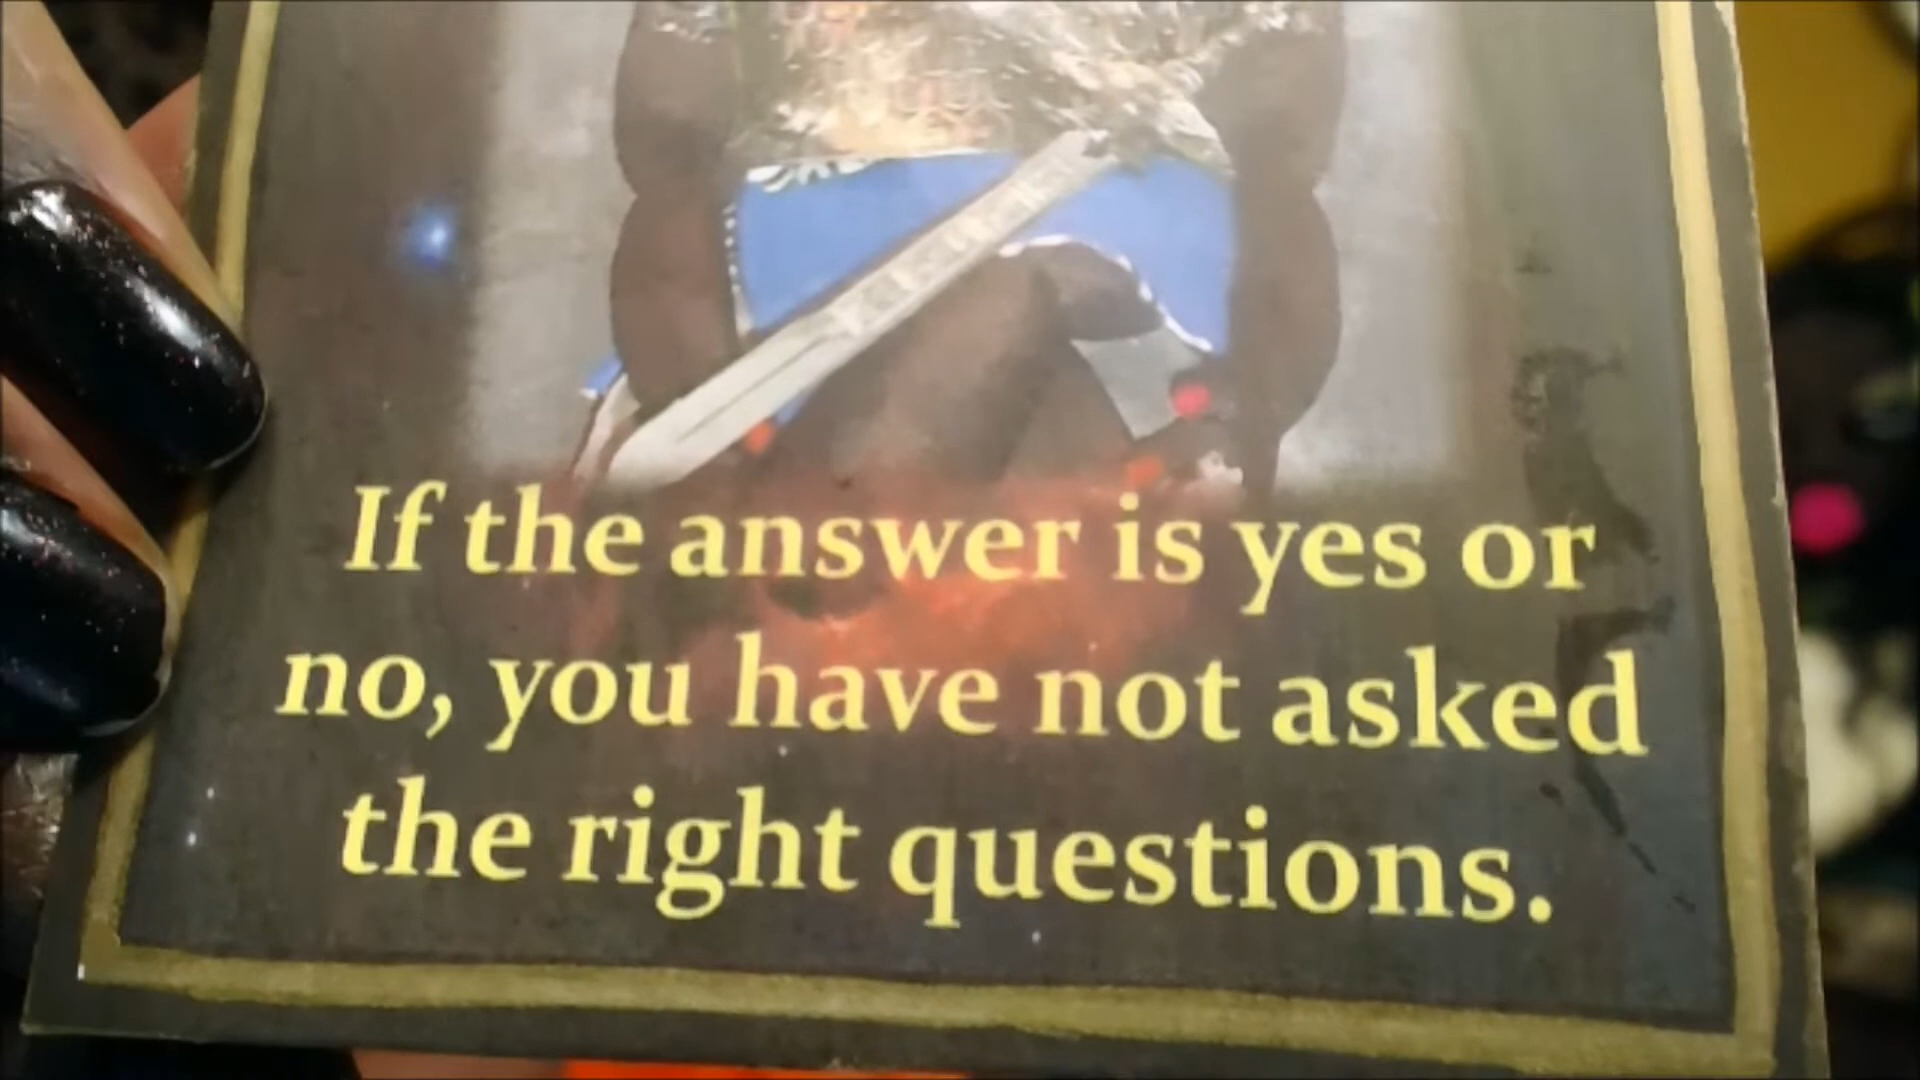 If the answer is yes or
no, you have not asked
the right questions.